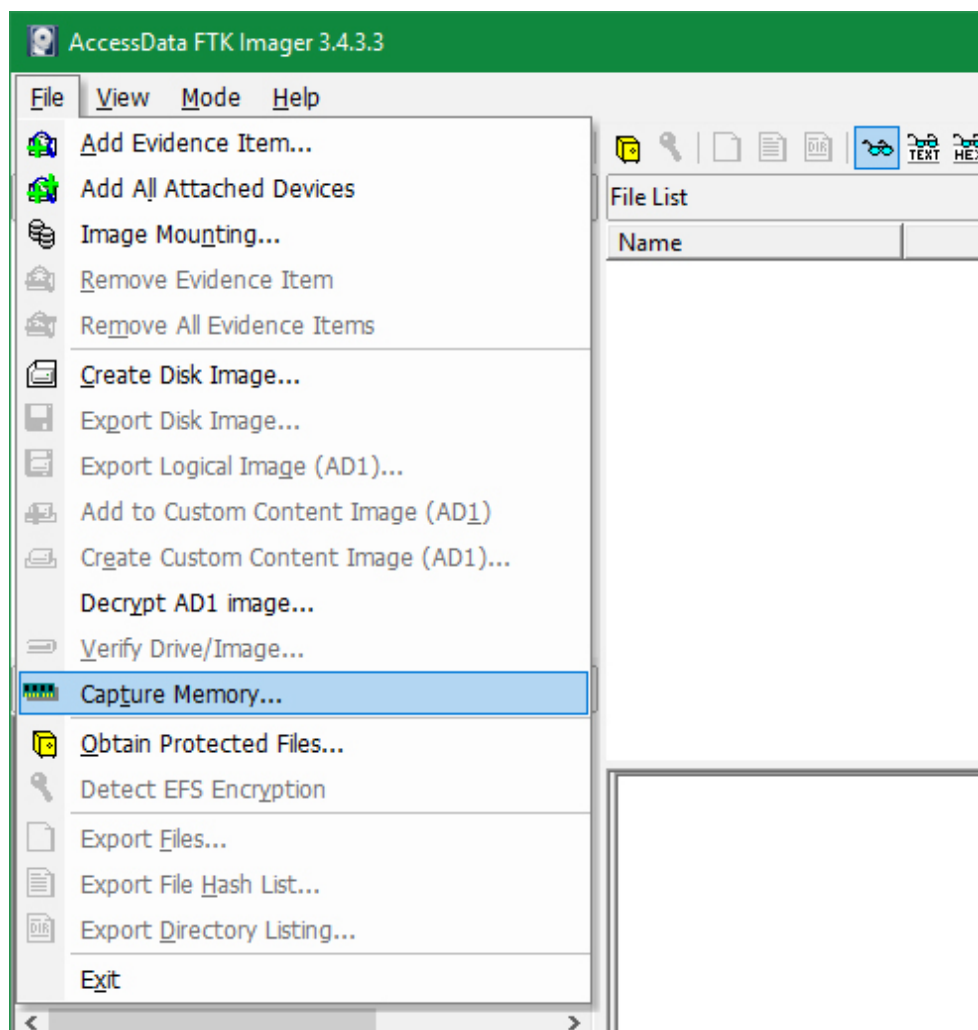 AccessData FTK Imager 3.4.3.3
File View Mode Help
Add Evidence Item...
Add All Attached Devices
Image Mounting...
Remove Evidence Item
Remove All Evidence Items
Create Disk Image...
Export Disk Image...
Export Logical Image (AD1)...
Add to Custom Content Image (AD1)
Create Custom Content Image (AD1)...
Decrypt AD1 image...
Verify Drive/Image...
Capture Memory...
Obtain Protected Files...
Detect EFS Encryption
Export Files...
Export File Hash List...
Export Directory Listing...
Exit
DIR TEXT HEX
File List
Name
DIR